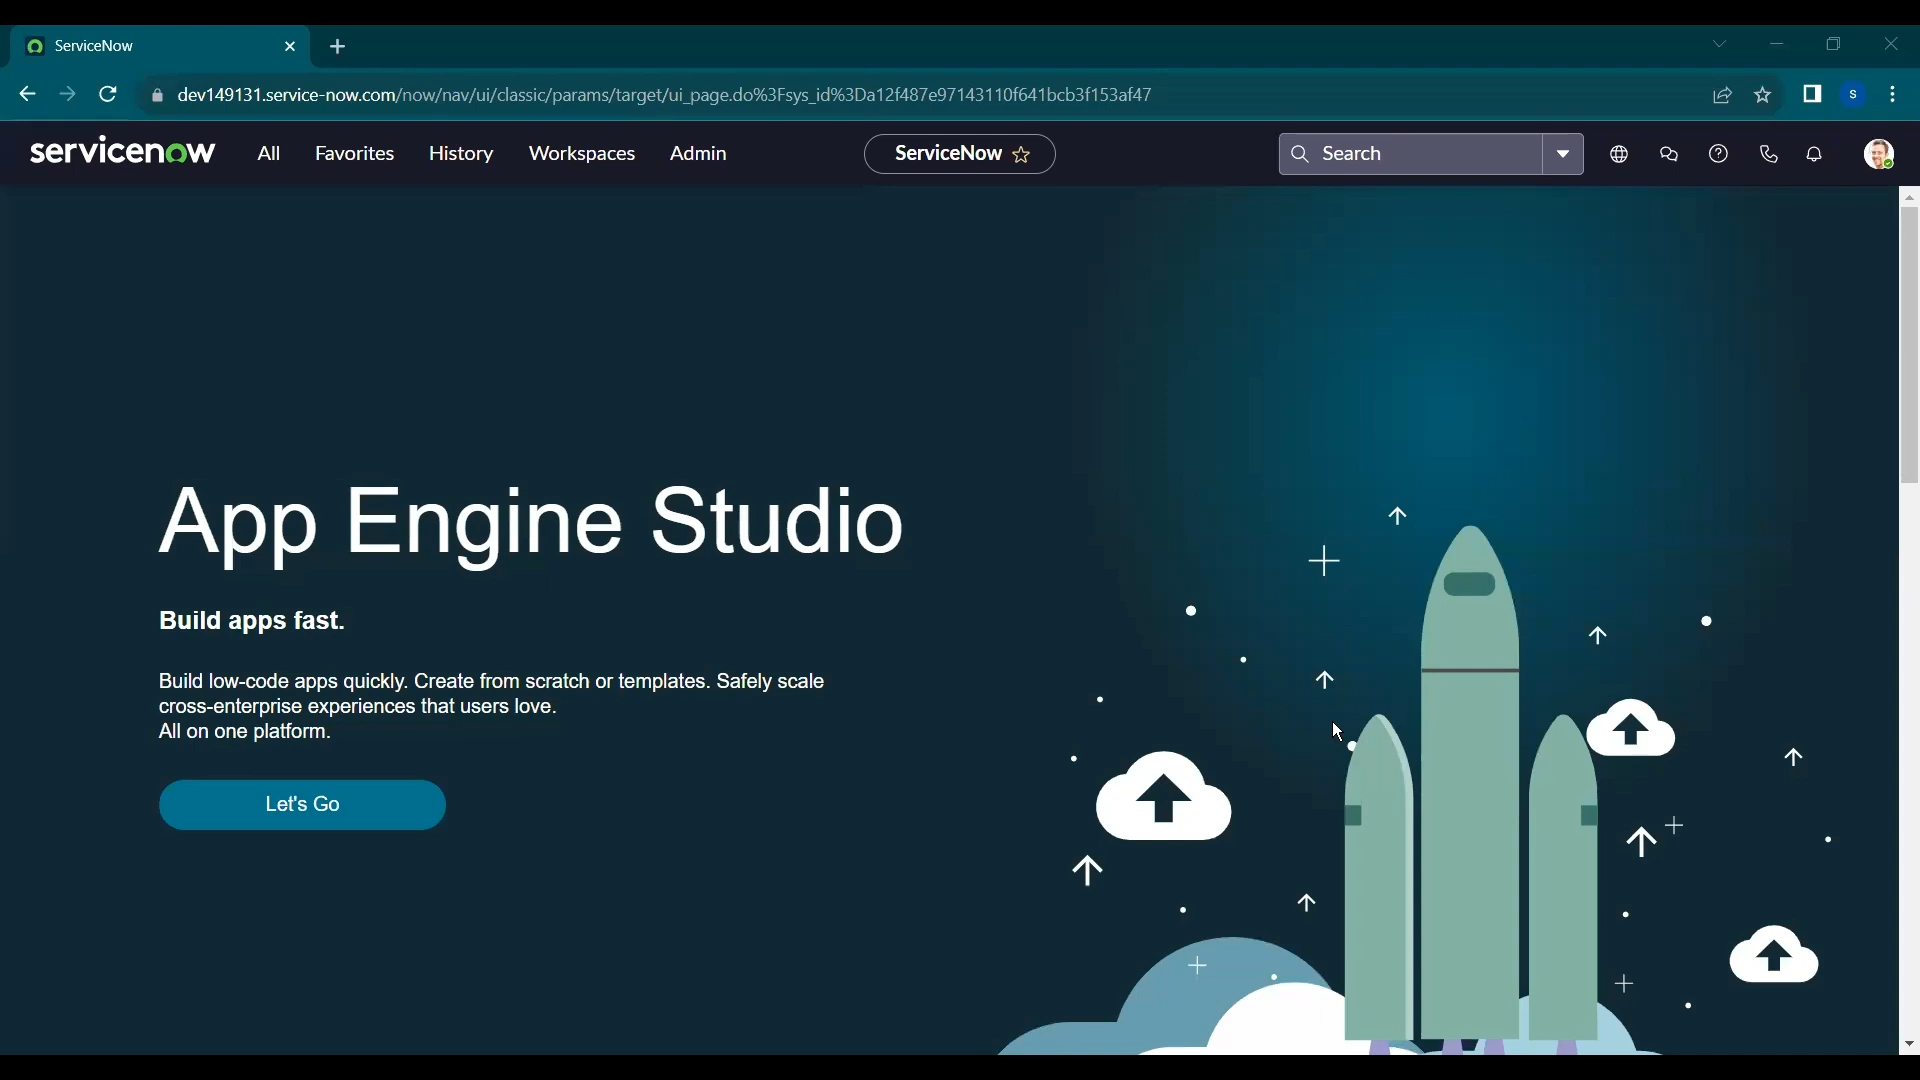 ServiceNow
dev149131.service-now.com/now/nav/ui/classic/params/target/ui_page.do%3Fsys_id%3Da12f487e97143110f641bcb3f153af47
S
servicenow All Favorites History Workspaces Admin ServiceNow Search
App Engine Studio
Build apps fast.
Build low-code apps quickly. Create from scratch or templates. Safely scale
cross-enterprise experiences that users love.
All on one platform.
Let's Go